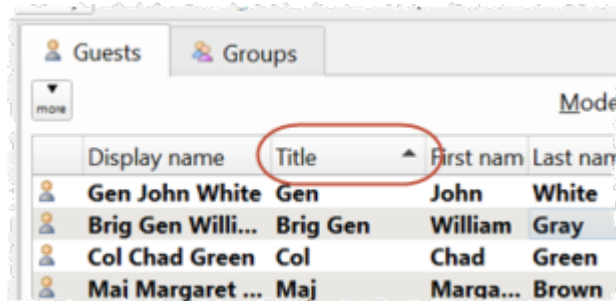 Guests Groups
more Mode
Display name Title First nam Last nam
Gen John White Gen John White
Brig Gen Willi... Brig Gen William Gray
Col Chad Green Col Chad Green
Maj Margaret ... Maj Marga... Brown